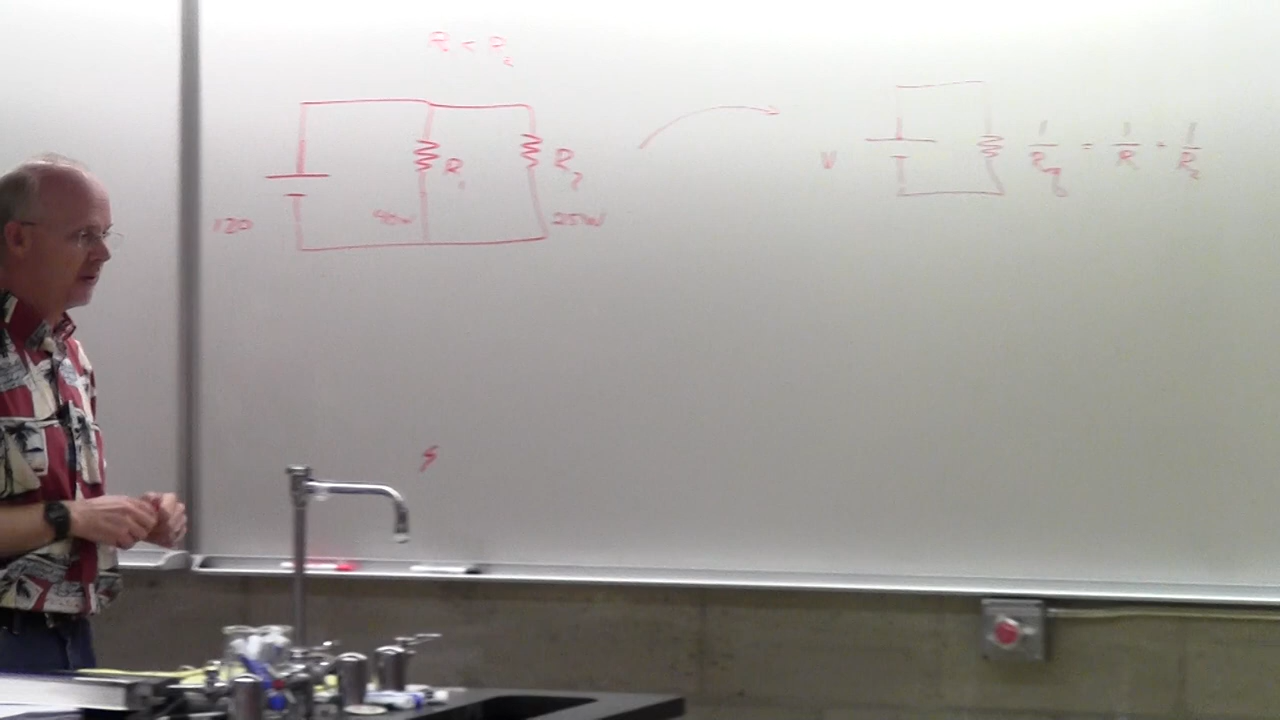 R₁ < R₂
R₁
R₂
120
40W
25W
V
1/R_eq = 1/R₁ + 1/R₂